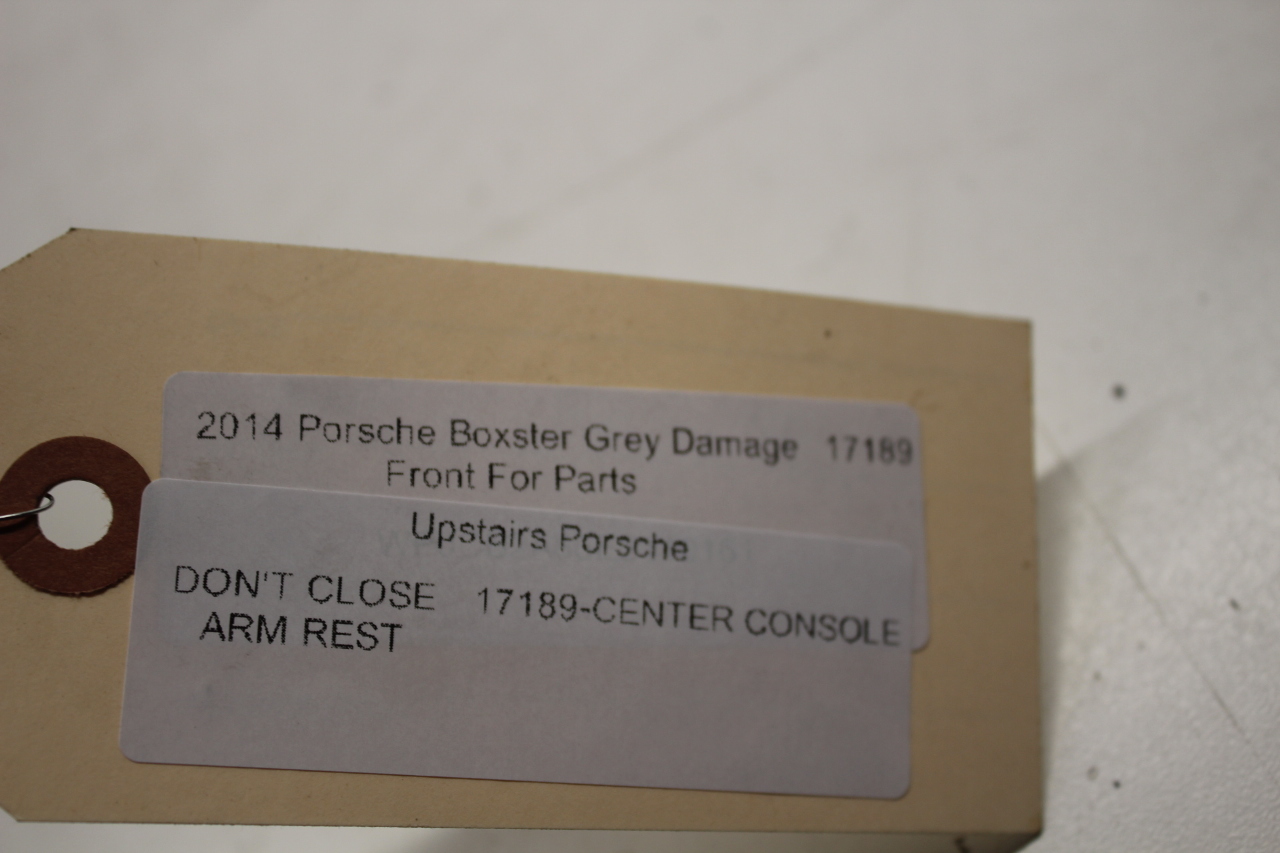 2014 Porsche Boxster Grey Damage 17189
Front For Parts
Upstairs Porsche
DON'T CLOSE 17189-CENTER CONSOLE
ARM REST